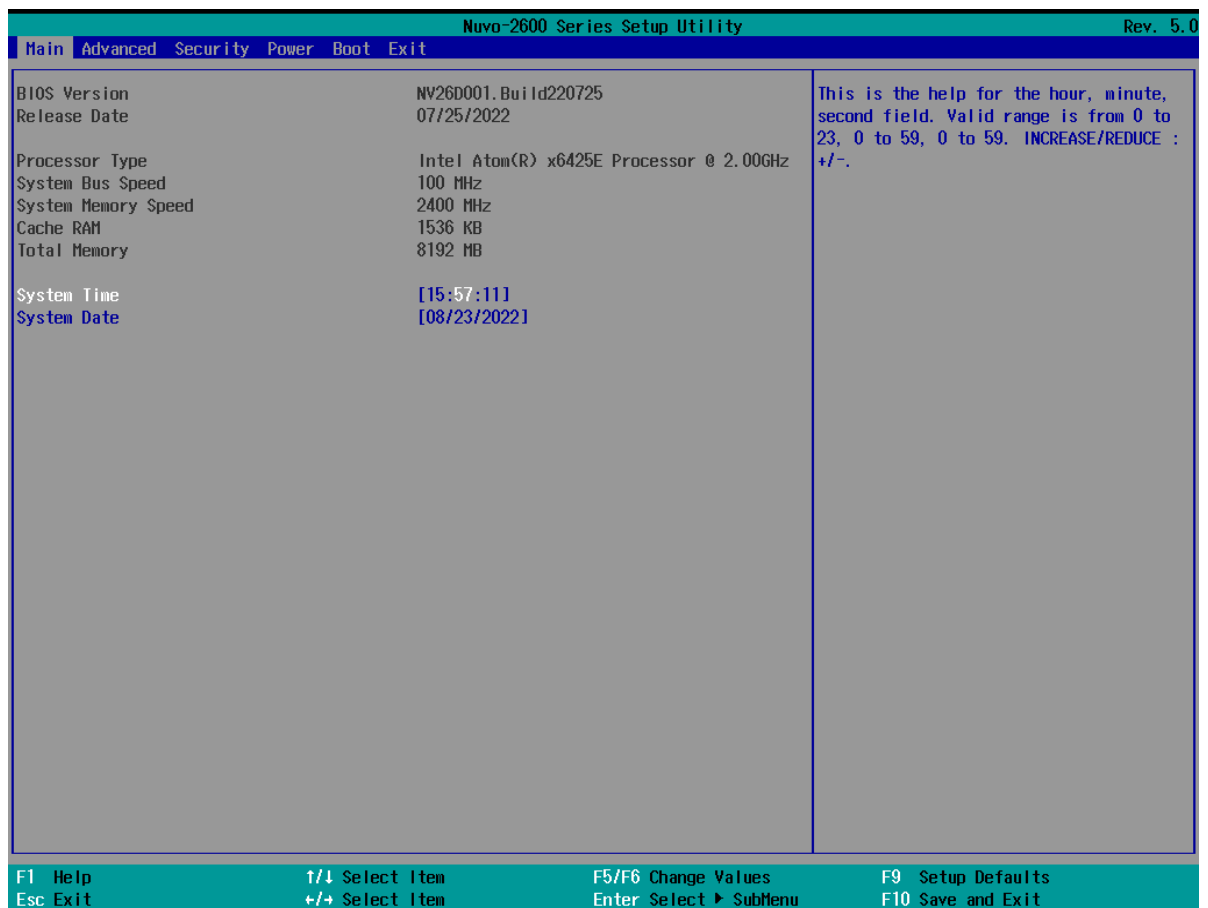 Nuvo-2600 Series Setup Utility Rev. 5.0
Main Advanced Security Power Boot Exit
BIOS Version NV26D001.Build220725
Release Date 07/25/2022
Processor Type Intel Atom(R) x6425E Processor @ 2.00GHz
System Bus Speed 100 MHz
System Memory Speed 2400 MHz
Cache RAM 1536 KB
Total Memory 8192 MB
System Time [15:57:11]
System Date [08/23/2022]
This is the help for the hour, minute,
second field. Valid range is from 0 to
23, 0 to 59, 0 to 59. INCREASE/REDUCE :
+/-.
F1 Help ↑/↓ Select Item F5/F6 Change Values F9 Setup Defaults
Esc Exit ←/→ Select Item Enter Select ▶ SubMenu F10 Save and Exit